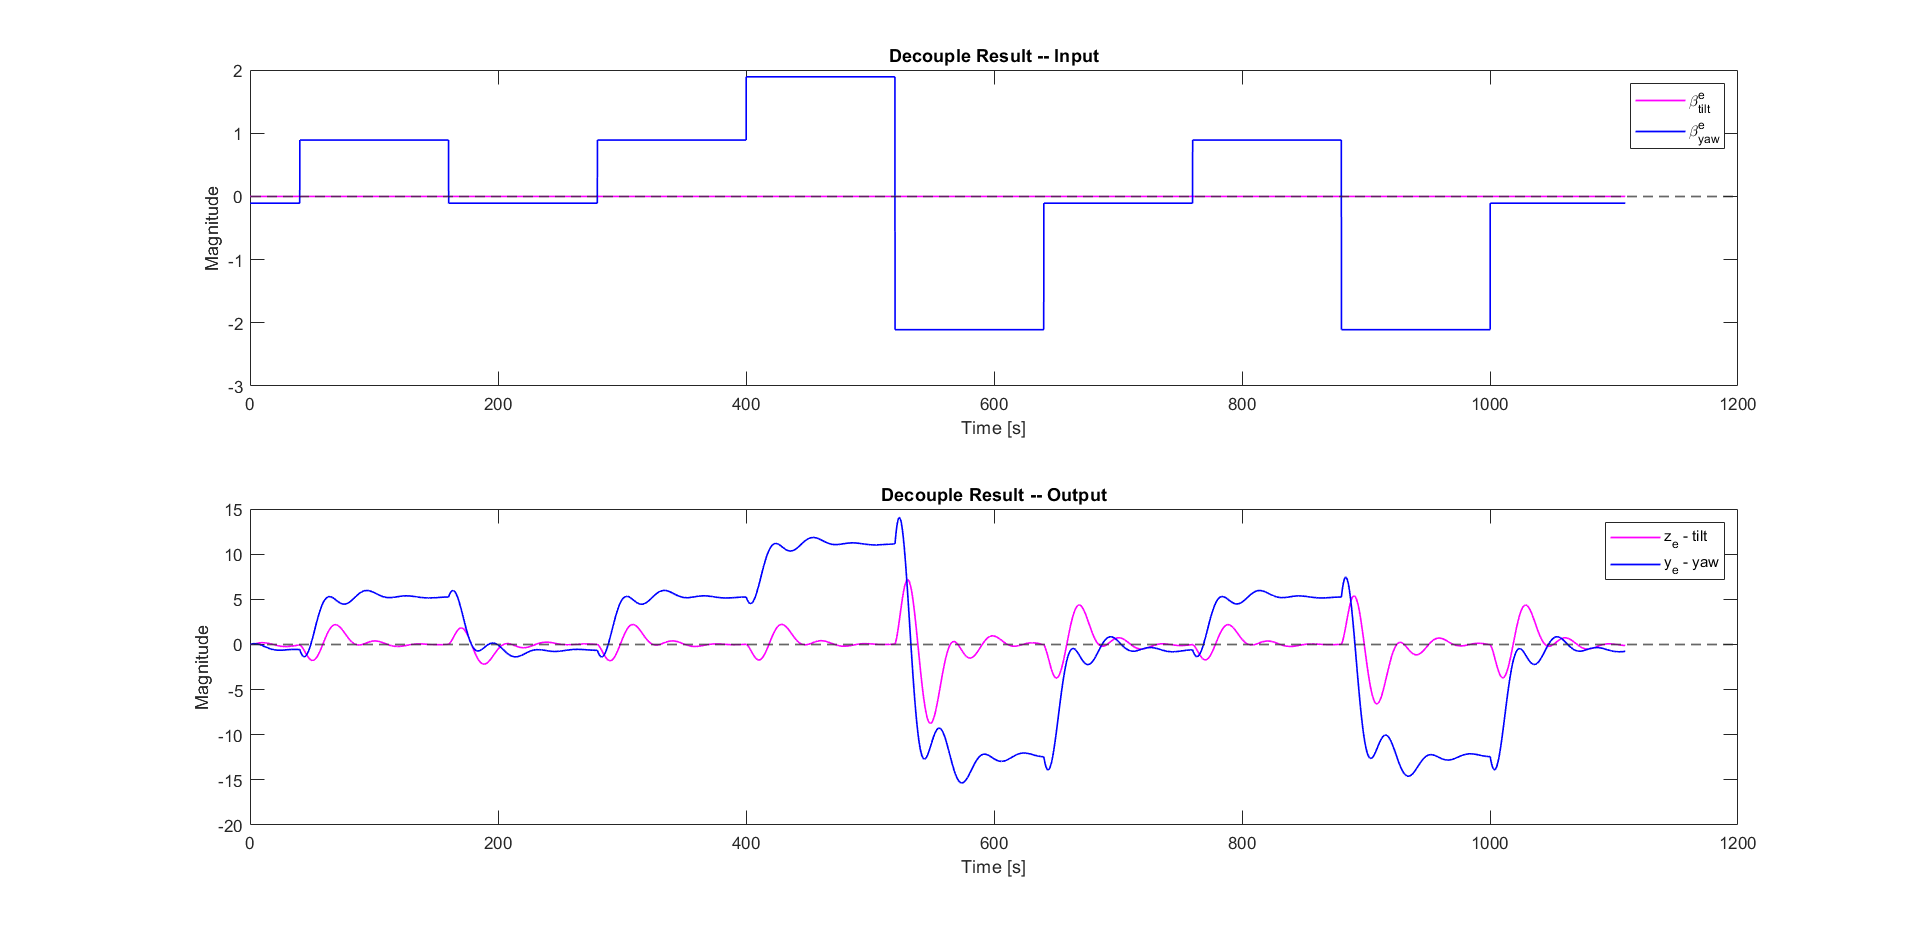 Decouple Result -- Input
2
1
0
-1
-2
-3
Magnitude
β^e_tilt
β^e_yaw
0 200 400 600 800 1000 1200
Time [s]
Decouple Result -- Output
15
10
5
0
-5
-10
-15
-20
Magnitude
z_e - tilt
y_e - yaw
0 200 400 600 800 1000 1200
Time [s]